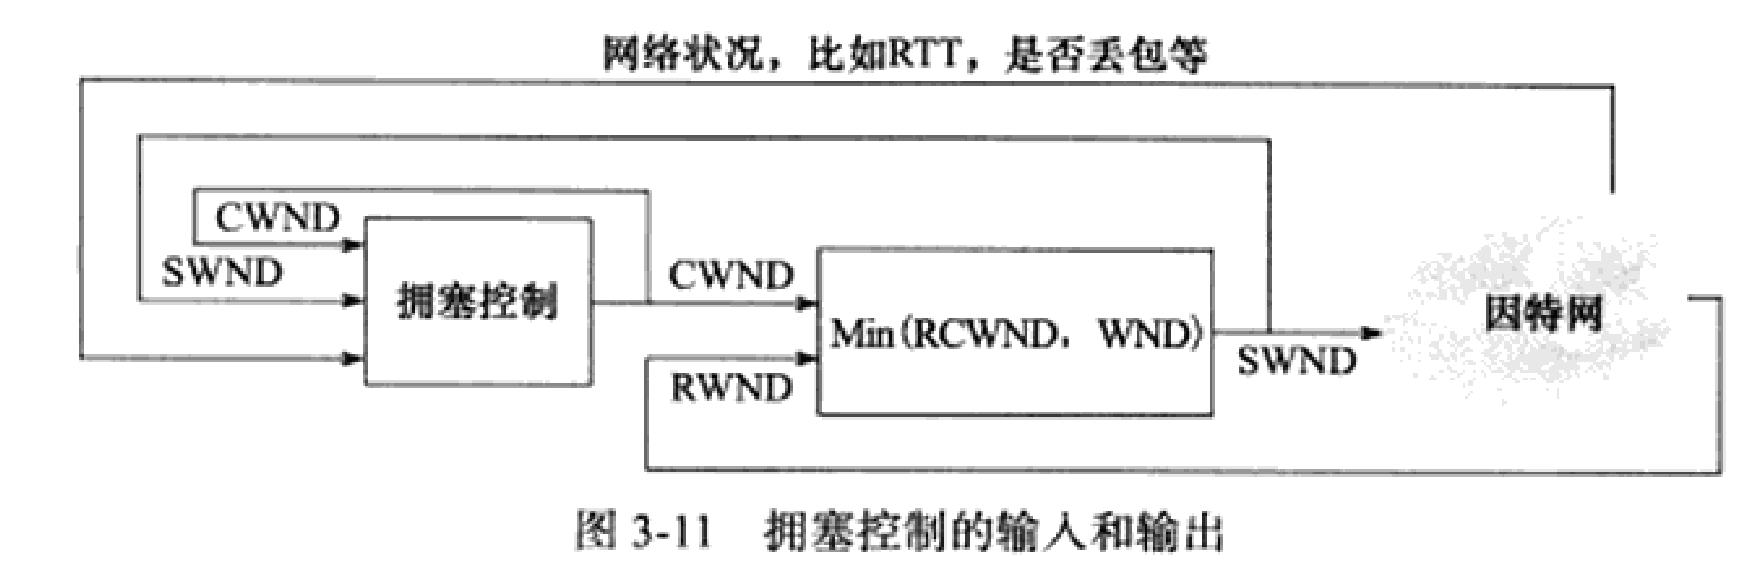 网络状况，比如RTT，是否丢包等
CWND
SWND
拥塞控制
CWND
RWND
Min(RCWND，WND)
SWND
因特网
图 3-11 拥塞控制的输入和输出